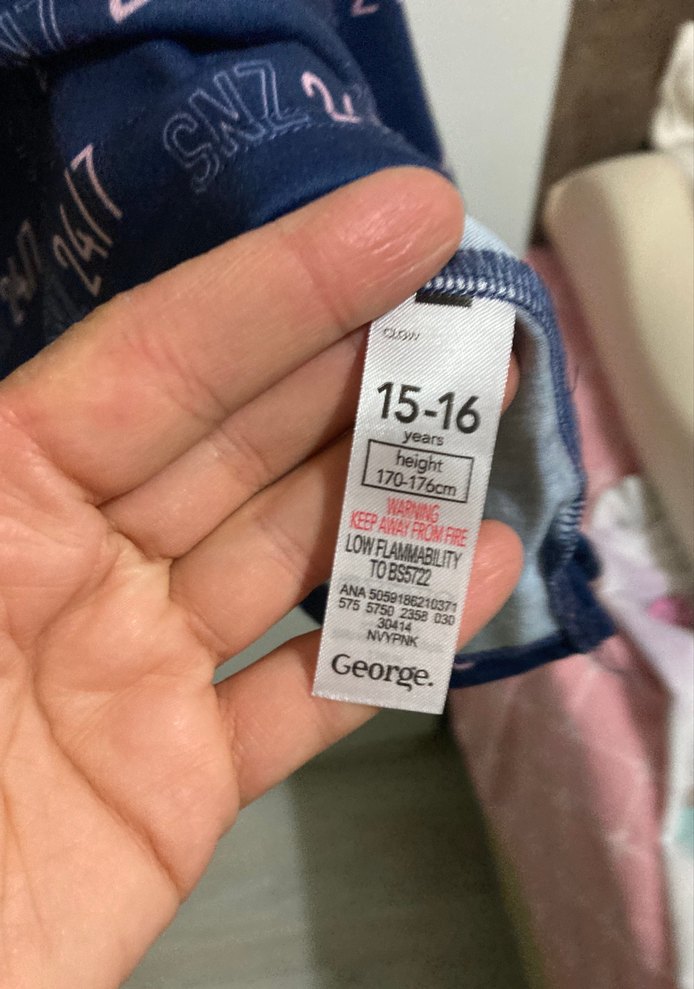 SNZ
24/7
CLGW
15-16
years
height
170-176cm
WARNING
KEEP AWAY FROM FIRE
LOW FLAMMABILITY
TO BS5722
ANA 5059186210371
575 5750 2358 030
30414
NVYPNK
George.